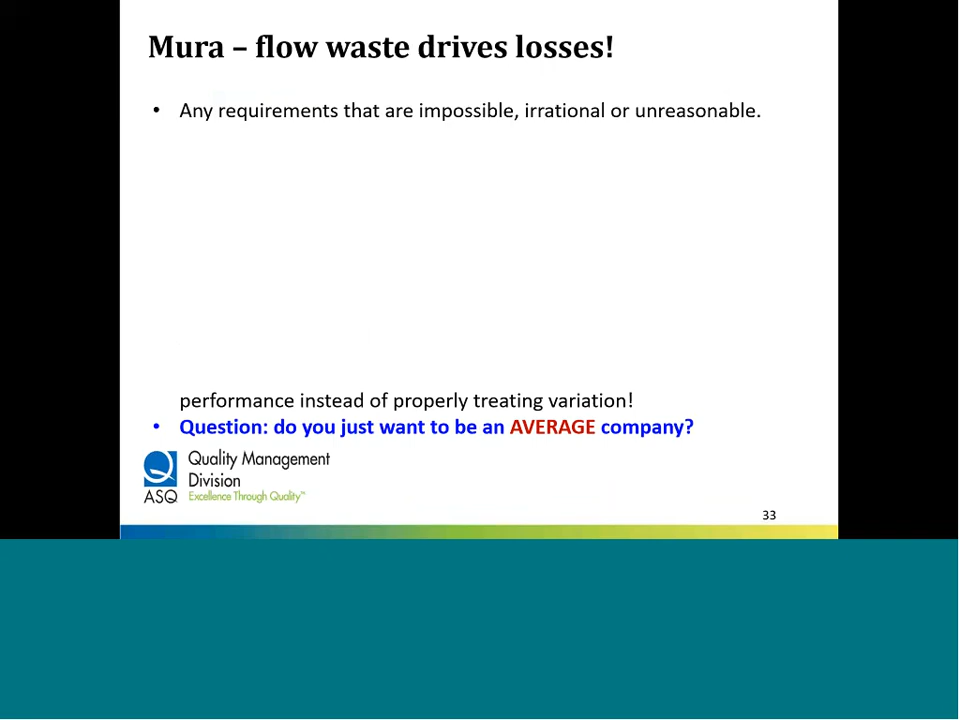 Mura – flow waste drives losses!
• Any requirements that are impossible, irrational or unreasonable.
performance instead of properly treating variation!
• Question: do you just want to be an AVERAGE company?
Quality Management
Division
ASQ Excellence Through Quality™
33